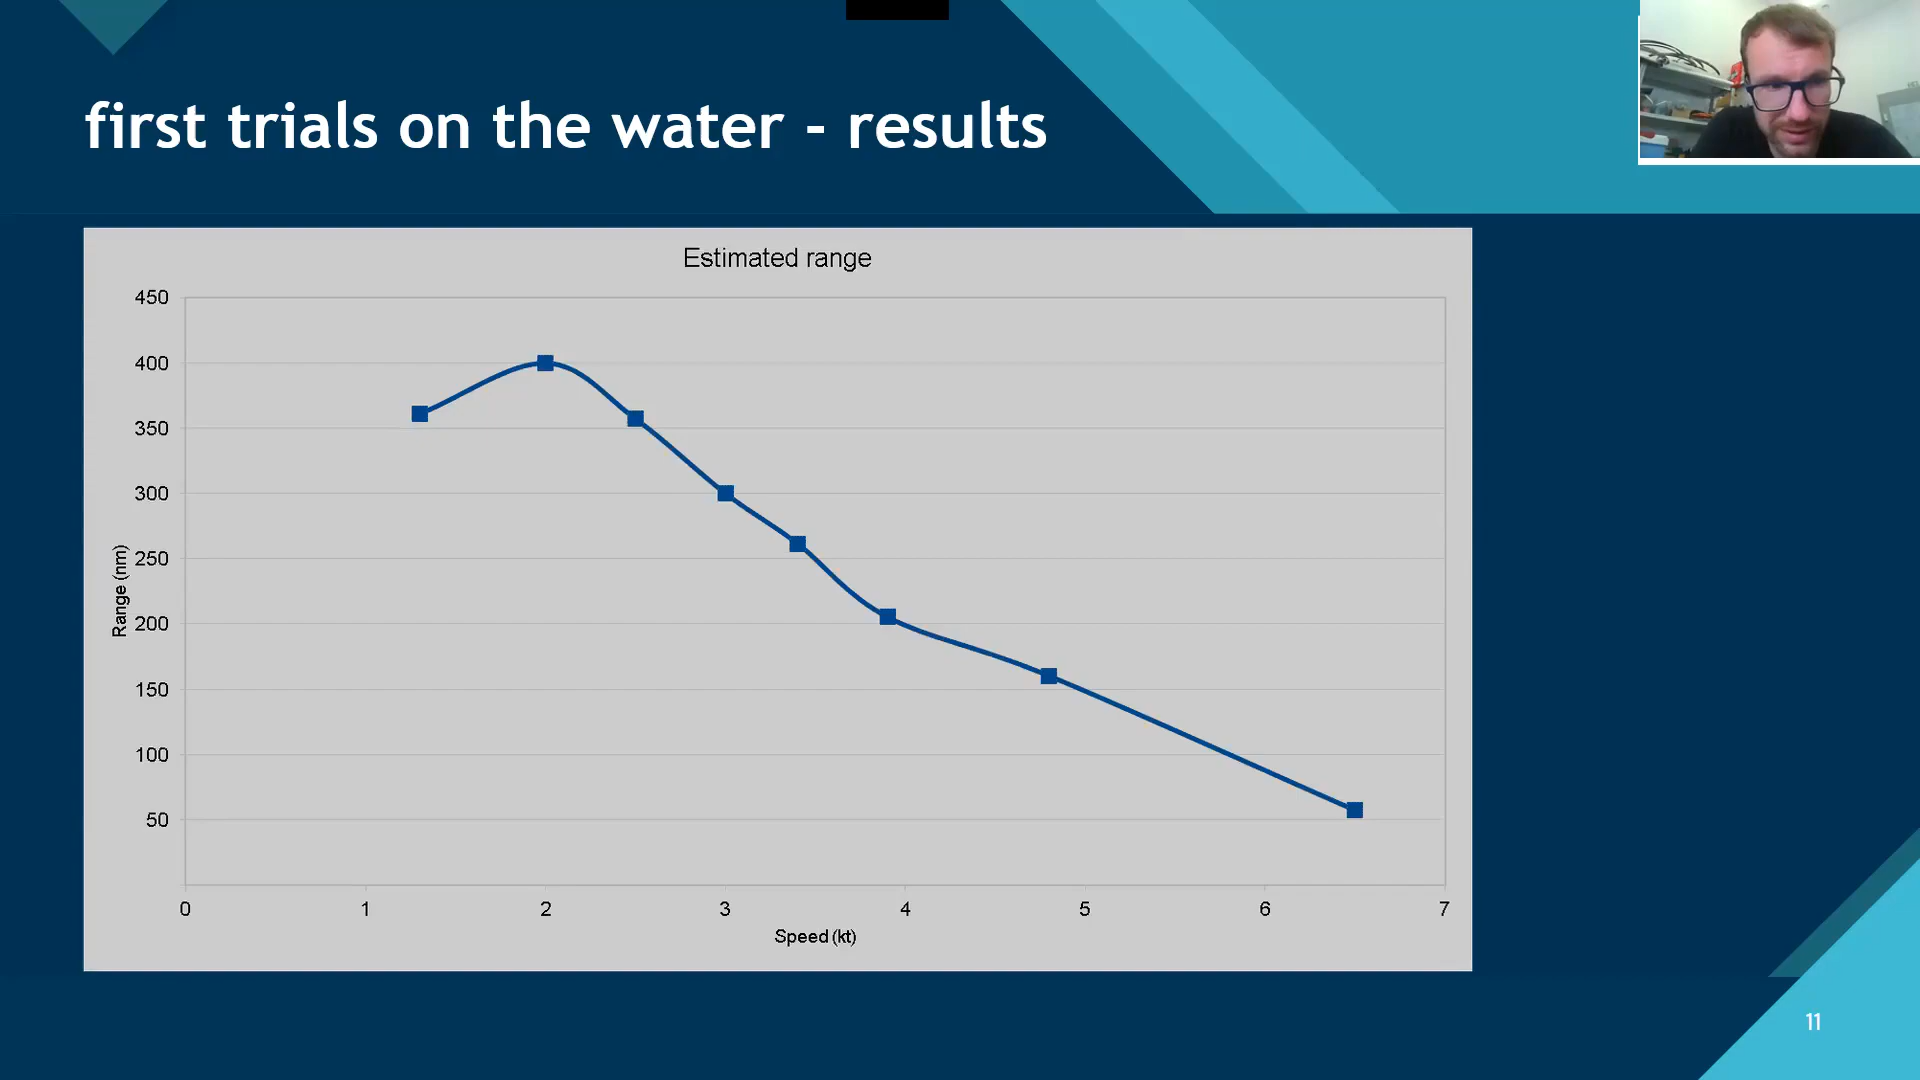 first trials on the water - results
Estimated range
450
400
350
300
250
200
150
100
50
Range (nm)
0 1 2 3 4 5 6 7
Speed (kt)
11